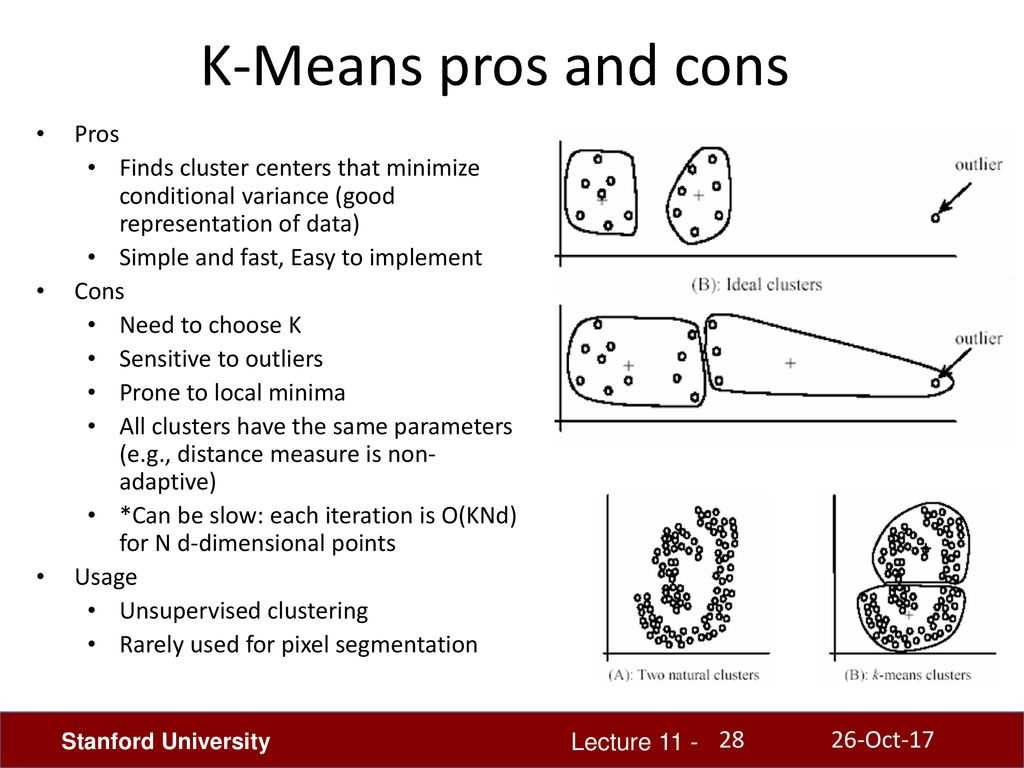 K-Means pros and cons
• Pros
• Finds cluster centers that minimize
conditional variance (good
representation of data)
• Simple and fast, Easy to implement
• Cons
• Need to choose K
• Sensitive to outliers
• Prone to local minima
• All clusters have the same parameters
(e.g., distance measure is non-
adaptive)
• *Can be slow: each iteration is O(KNd)
for N d-dimensional points
• Usage
• Unsupervised clustering
• Rarely used for pixel segmentation
outlier
(B): Ideal clusters
outlier
(A): Two natural clusters
(B): k-means clusters
Stanford University
Lecture 11 - 28
26-Oct-17